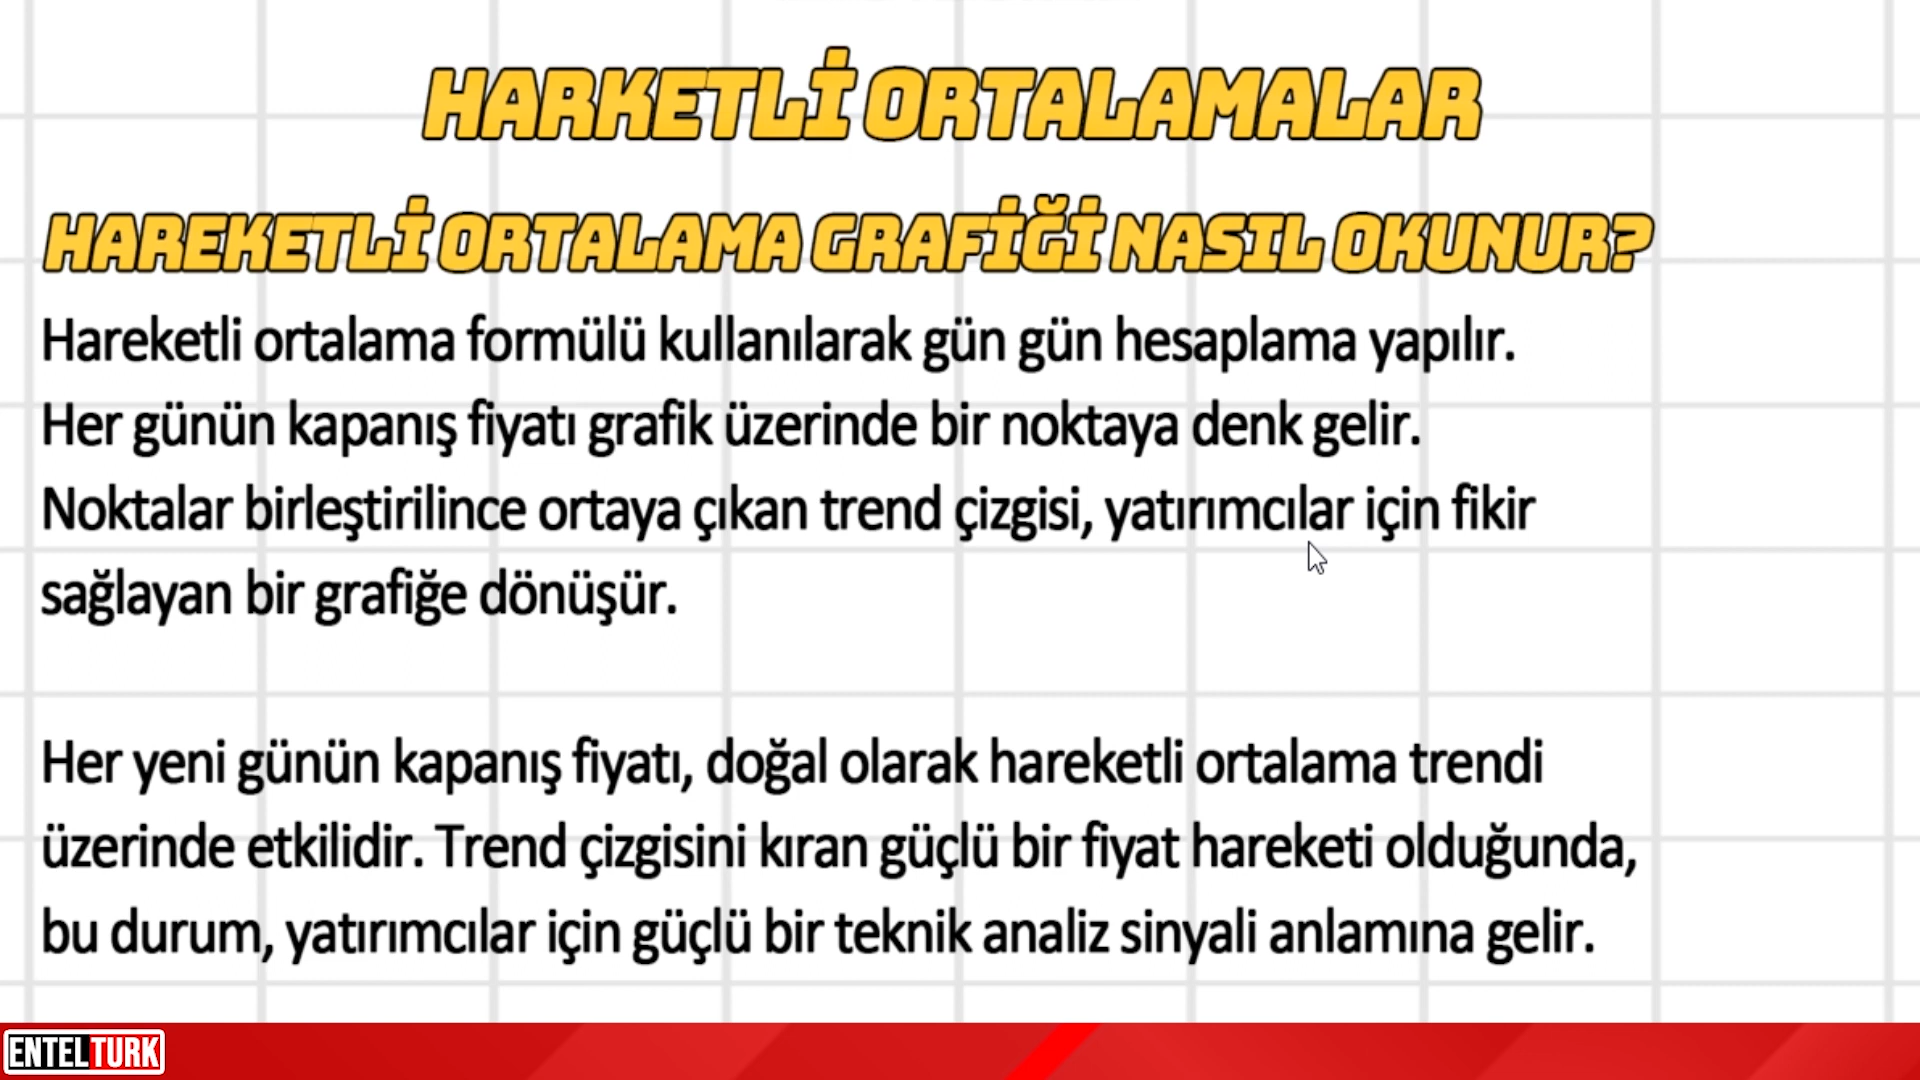 HARKETLİ ORTALAMALAR
HAREKETLİ ORTALAMA GRAFİĞİ NASIL OKUNUR?
Hareketli ortalama formülü kullanılarak gün gün hesaplama yapılır.
Her günün kapanış fiyatı grafik üzerinde bir noktaya denk gelir.
Noktalar birleştirilince ortaya çıkan trend çizgisi, yatırımcılar için fikir
sağlayan bir grafiğe dönüşür.
Her yeni günün kapanış fiyatı, doğal olarak hareketli ortalama trendi
üzerinde etkilidir. Trend çizgisini kıran güçlü bir fiyat hareketi olduğunda,
bu durum, yatırımcılar için güçlü bir teknik analiz sinyali anlamına gelir.
ENTELTURK